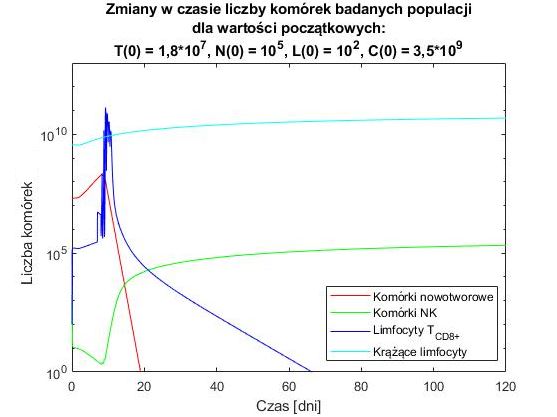 Zmiany w czasie liczby komórek badanych populacji
dla wartości początkowych:
T(0) = 1,8*10⁷, N(0) = 10⁵, L(0) = 10², C(0) = 3,5*10⁹
10¹⁰
10⁵
10⁰
Liczba komórek
0 20 40 60 80 100 120
Czas [dni]
Komórki nowotworowe
Komórki NK
Limfocyty T_CD8+
Krążące limfocyty